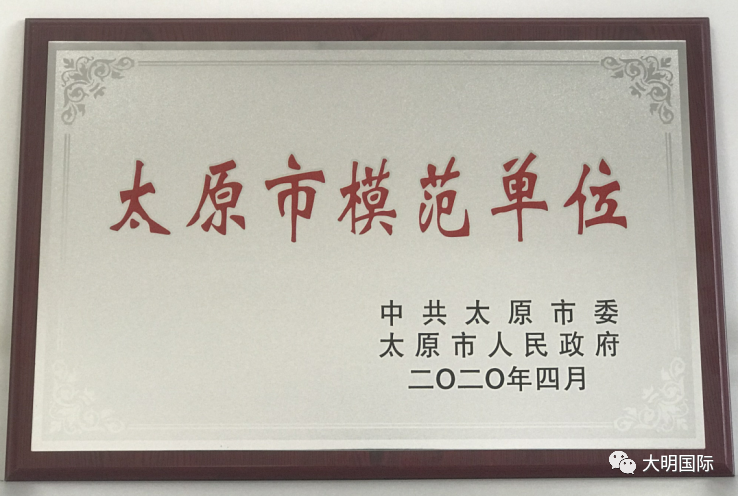 太原市模范单位
中共太原市委
太原市人民政府
二〇二〇年四月
大明国际